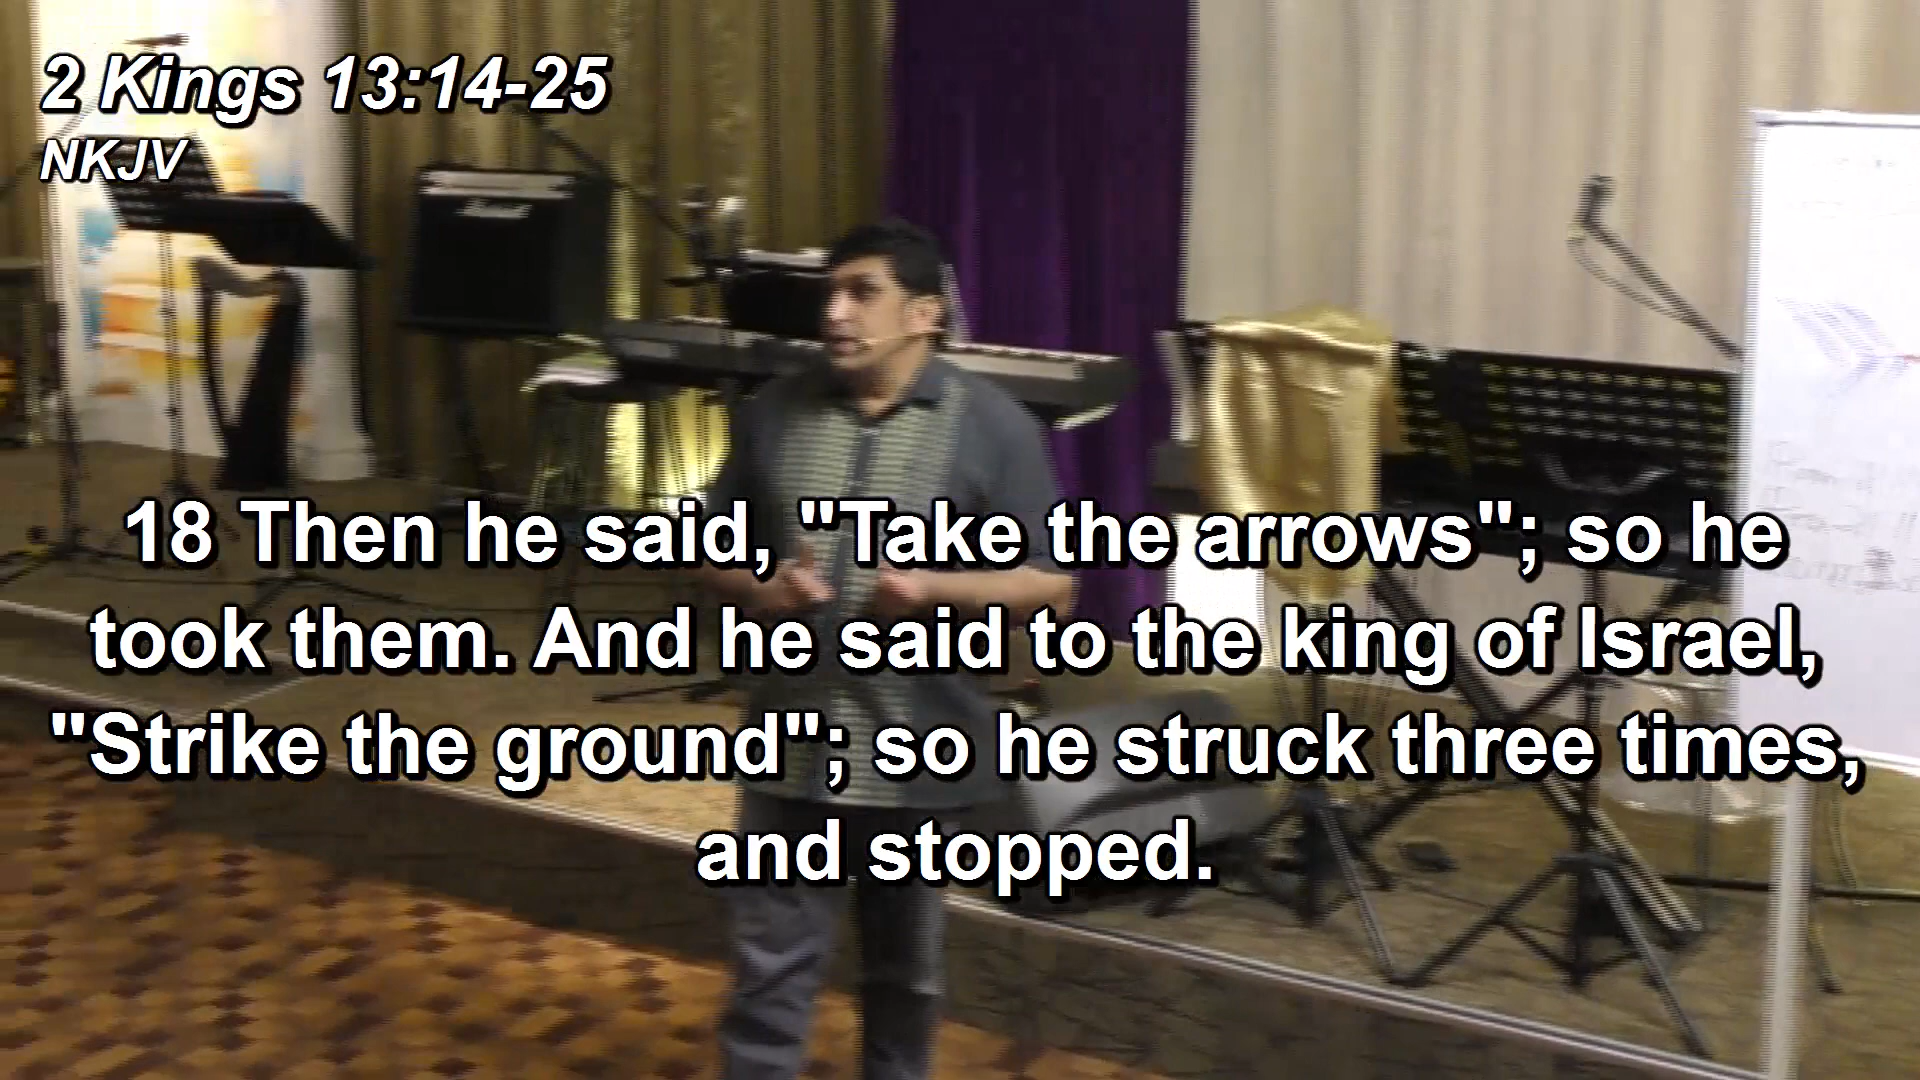 2 Kings 13:14-25
NKJV
Marshall
18 Then he said, "Take the arrows"; so he
took them. And he said to the king of Israel,
"Strike the ground"; so he struck three times,
and stopped.